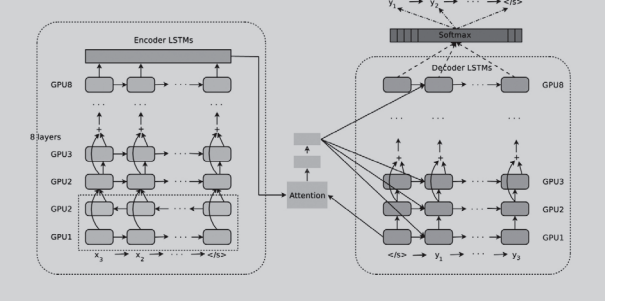 y1 → y2 → ··· → </s>
Softmax
Encoder LSTMs
Decoder LSTMs
GPU8
GPU8
8 layers
GPU3
GPU3
GPU2
GPU2
GPU2
Attention
GPU1
GPU1
x3 → x2 → ··· → </s>
</s> → y1 → ··· → y3